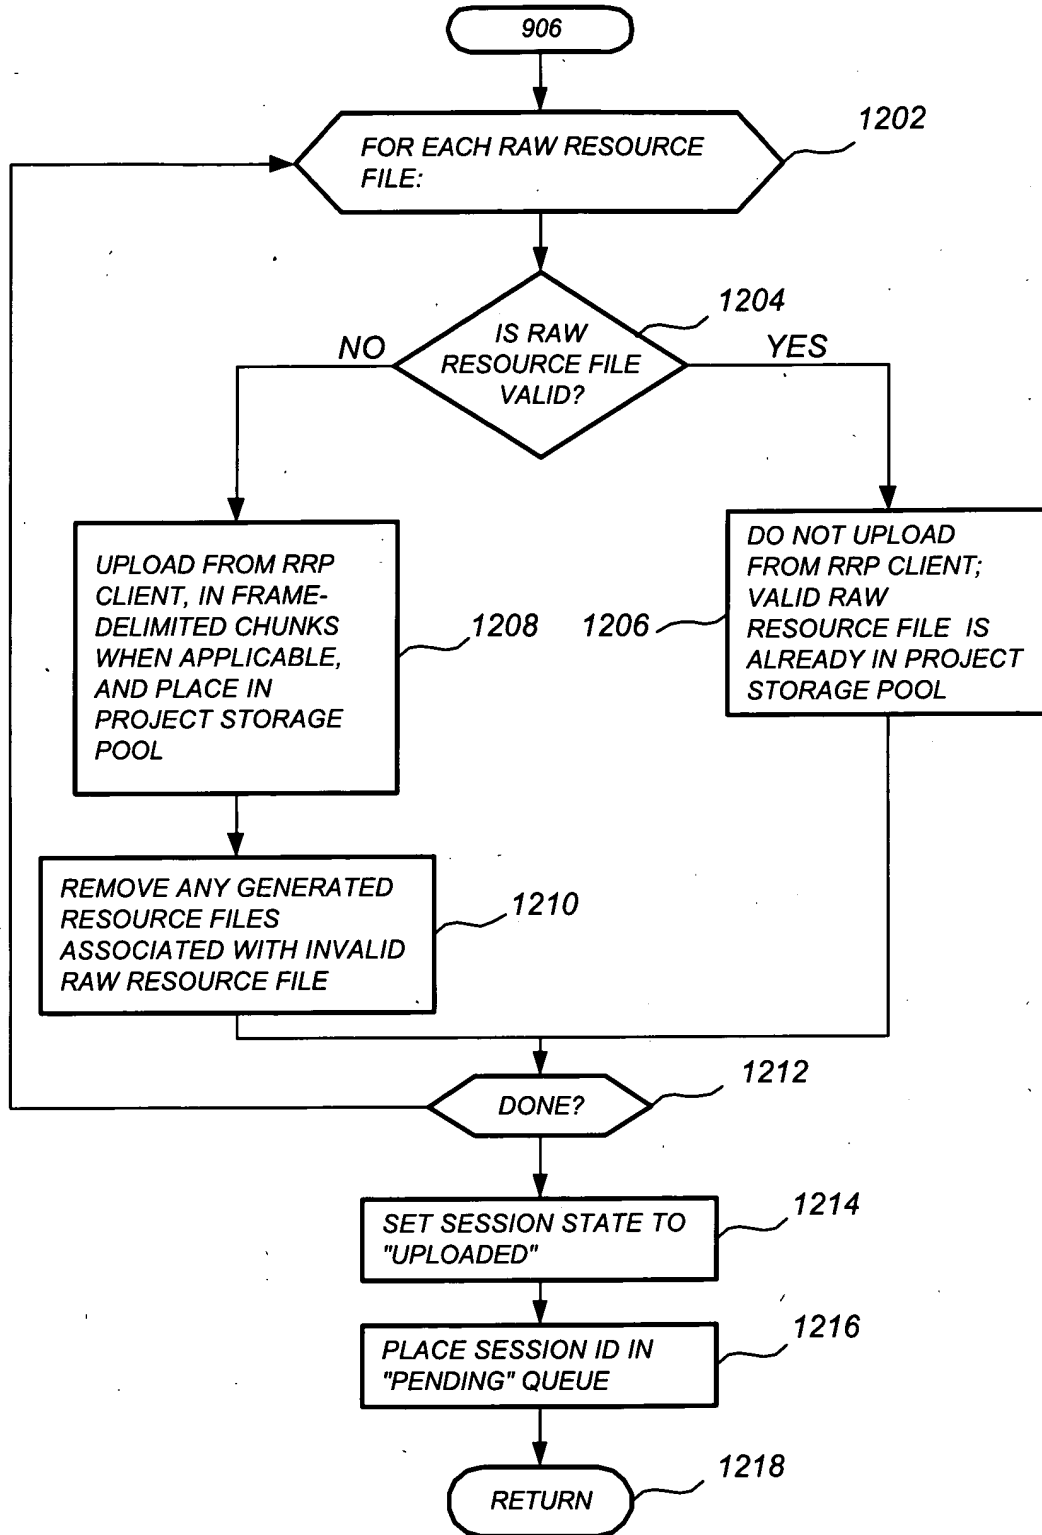 906
FOR EACH RAW RESOURCE
FILE:
1202
IS RAW
RESOURCE FILE
VALID?
1204
NO
YES
UPLOAD FROM RRP
CLIENT, IN FRAME-
DELIMITED CHUNKS
WHEN APPLICABLE,
AND PLACE IN
PROJECT STORAGE
POOL
1208
1206
DO NOT UPLOAD
FROM RRP CLIENT;
VALID RAW
RESOURCE FILE IS
ALREADY IN PROJECT
STORAGE POOL
REMOVE ANY GENERATED
RESOURCE FILES
ASSOCIATED WITH INVALID
RAW RESOURCE FILE
1210
DONE?
1212
SET SESSION STATE TO
"UPLOADED"
1214
PLACE SESSION ID IN
"PENDING" QUEUE
1216
RETURN
1218